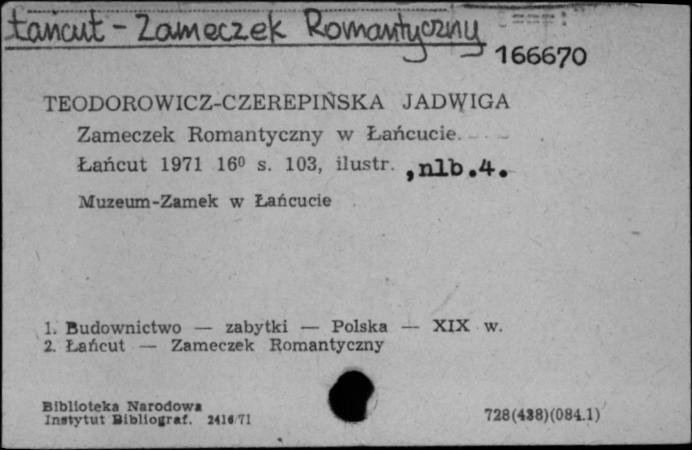 Łańcut - Zameczek Romantyczny
166670
TEODOROWICZ-CZEREPIŃSKA JADWIGA
Zameczek Romantyczny w Łańcucie.
Łańcut 1971 16⁰ s. 103, ilustr. , nlb.4.
Muzeum-Zamek w Łańcucie
1. Budownictwo — zabytki — Polska — XIX w.
2. Łańcut — Zameczek Romantyczny
Biblioteka Narodowa
Instytut Bibliograf. 2416/71
728(438)(084.1)